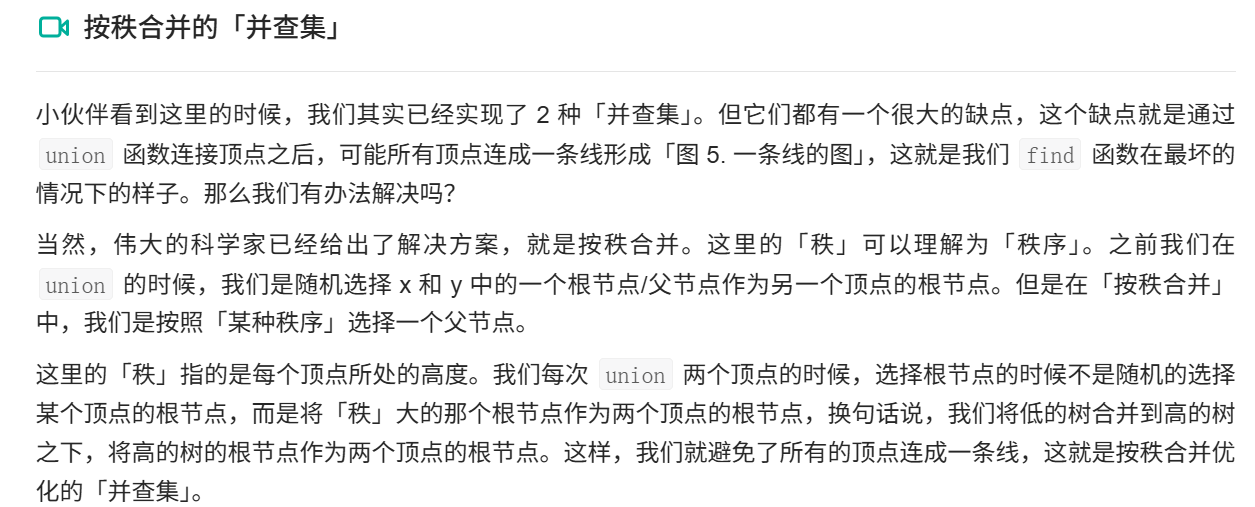 按秩合并的「并查集」
小伙伴看到这里的时候，我们其实已经实现了 2 种「并查集」。但它们都有一个很大的缺点，这个缺点就是通过
union 函数连接顶点之后，可能所有顶点连成一条线形成「图 5. 一条线的图」，这就是我们 find 函数在最坏的
情况下的样子。那么我们有办法解决吗？
当然，伟大的科学家已经给出了解决方案，就是按秩合并。这里的「秩」可以理解为「秩序」。之前我们在
union 的时候，我们是随机选择 x 和 y 中的一个根节点/父节点作为另一个顶点的根节点。但是在「按秩合并」
中，我们是按照「某种秩序」选择一个父节点。
这里的「秩」指的是每个顶点所处的高度。我们每次 union 两个顶点的时候，选择根节点的时候不是随机的选择
某个顶点的根节点，而是将「秩」大的那个根节点作为两个顶点的根节点，换句话说，我们将低的树合并到高的树
之下，将高的树的根节点作为两个顶点的根节点。这样，我们就避免了所有的顶点连成一条线，这就是按秩合并优
化的「并查集」。